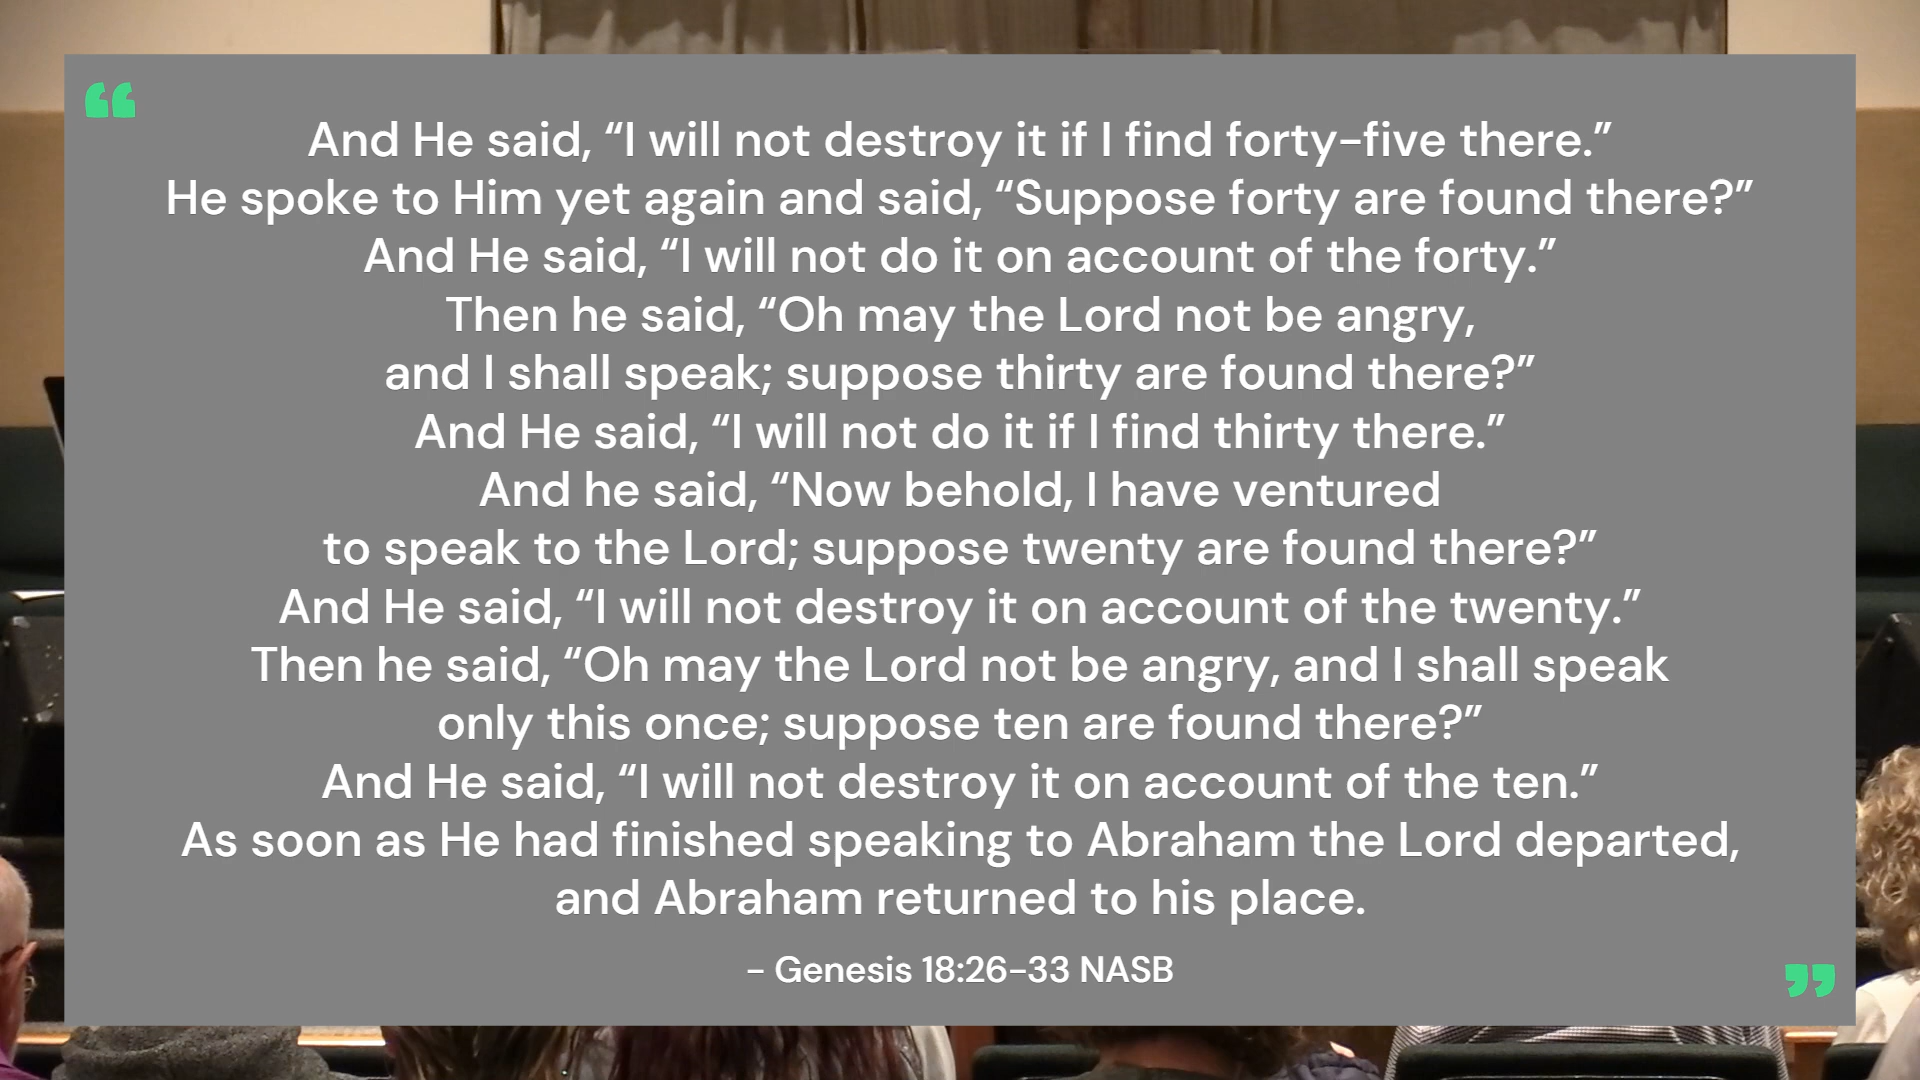 “
And He said, “I will not destroy it if I find forty-five there.”
He spoke to Him yet again and said, “Suppose forty are found there?”
And He said, “I will not do it on account of the forty.”
Then he said, “Oh may the Lord not be angry,
and I shall speak; suppose thirty are found there?”
And He said, “I will not do it if I find thirty there.”
And he said, “Now behold, I have ventured
to speak to the Lord; suppose twenty are found there?”
And He said, “I will not destroy it on account of the twenty.”
Then he said, “Oh may the Lord not be angry, and I shall speak
only this once; suppose ten are found there?”
And He said, “I will not destroy it on account of the ten.”
As soon as He had finished speaking to Abraham the Lord departed,
and Abraham returned to his place.
– Genesis 18:26-33 NASB
”